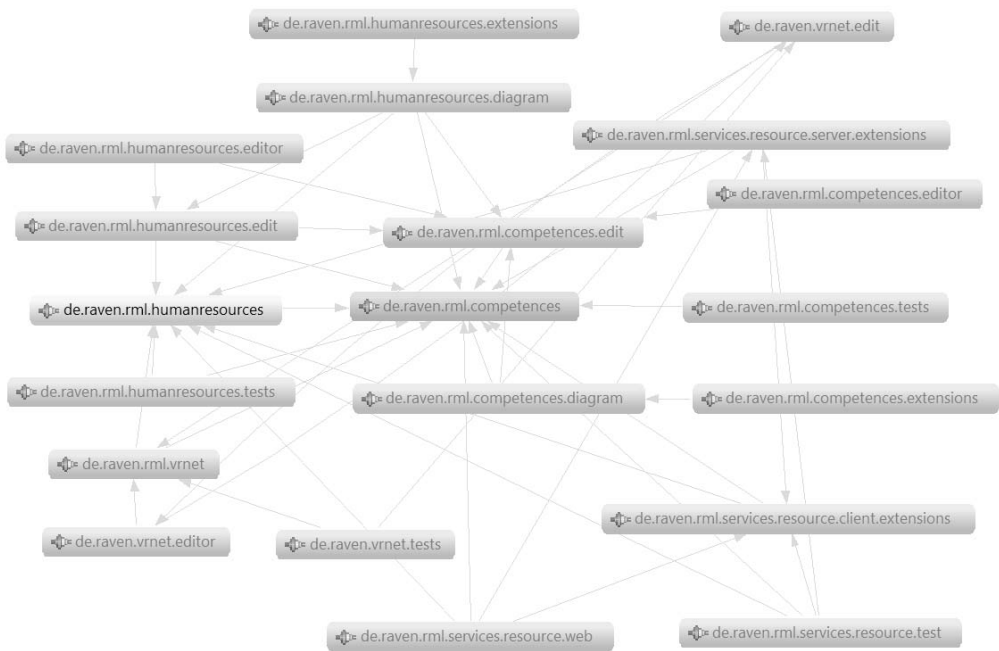 de.raven.rml.humanresources.extensions
de.raven.vrnet.edit
de.raven.rml.humanresources.diagram
de.raven.rml.services.resource.server.extensions
de.raven.rml.humanresources.editor
de.raven.rml.competences.editor
de.raven.rml.humanresources.edit
de.raven.rml.competences.edit
de.raven.rml.humanresources
de.raven.rml.competences
de.raven.rml.competences.tests
de.raven.rml.humanresources.tests
de.raven.rml.competences.diagram
de.raven.rml.competences.extensions
de.raven.rml.vrnet
de.raven.rml.services.resource.client.extensions
de.raven.vrnet.editor
de.raven.vrnet.tests
de.raven.rml.services.resource.web
de.raven.rml.services.resource.test